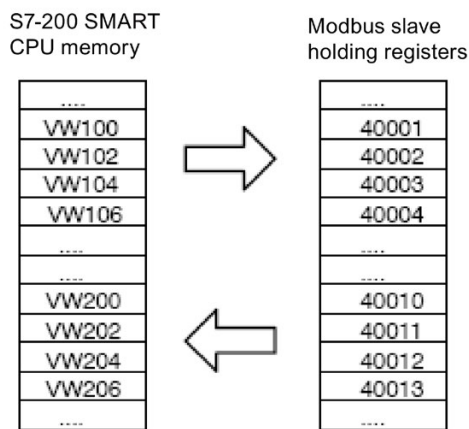 S7-200 SMART
CPU memory
....
VW100
VW102
VW104
VW106
....
....
VW200
VW202
VW204
VW206
....
Modbus slave
holding registers
....
40001
40002
40003
40004
....
....
40010
40011
40012
40013
....